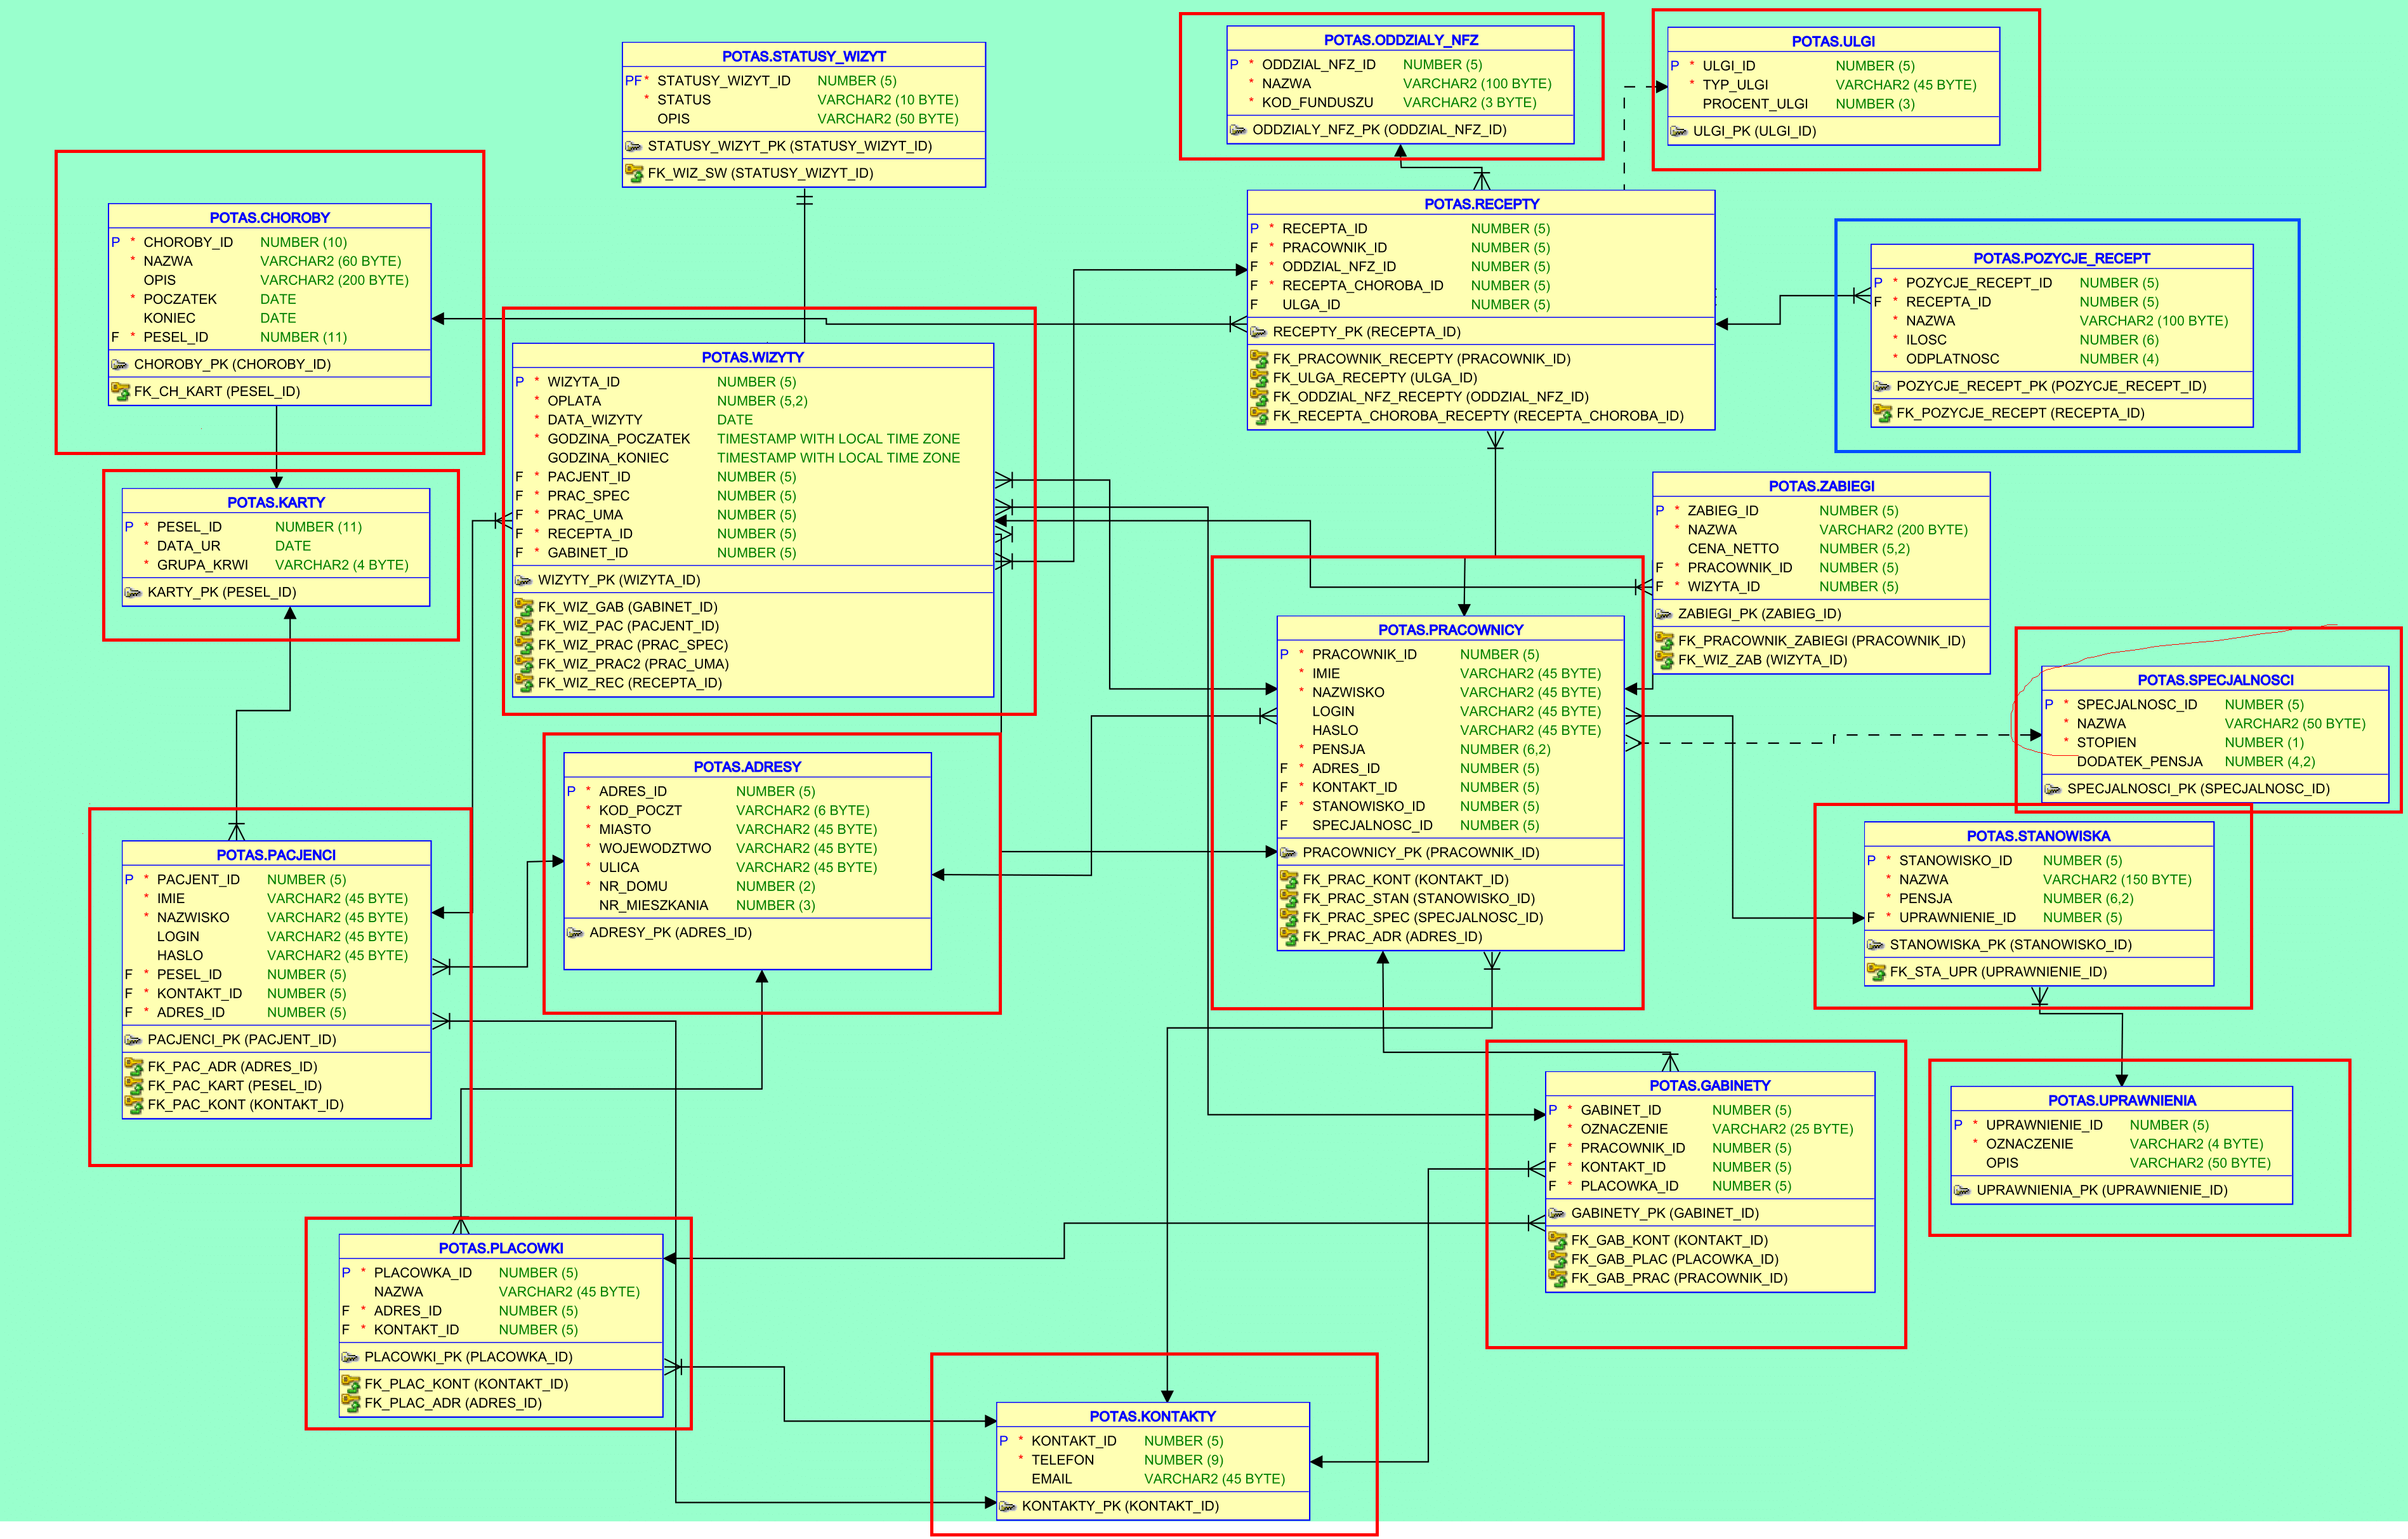 POTAS.STATUSY_WIZYT
PF * STATUSY_WIZYT_ID NUMBER (5)
* STATUS VARCHAR2 (10 BYTE)
OPIS VARCHAR2 (50 BYTE)
STATUSY_WIZYT_PK (STATUSY_WIZYT_ID)
FK_WIZ_SW (STATUSY_WIZYT_ID)
POTAS.ODDZIALY_NFZ
P * ODDZIAL_NFZ_ID NUMBER (5)
* NAZWA VARCHAR2 (100 BYTE)
* KOD_FUNDUSZU VARCHAR2 (3 BYTE)
ODDZIALY_NFZ_PK (ODDZIAL_NFZ_ID)
POTAS.ULGI
P * ULGI_ID NUMBER (5)
* TYP_ULGI VARCHAR2 (45 BYTE)
PROCENT_ULGI NUMBER (3)
ULGI_PK (ULGI_ID)
POTAS.CHOROBY
P * CHOROBY_ID NUMBER (10)
* NAZWA VARCHAR2 (60 BYTE)
OPIS VARCHAR2 (200 BYTE)
* POCZATEK DATE
KONIEC DATE
F * PESEL_ID NUMBER (11)
CHOROBY_PK (CHOROBY_ID)
FK_CH_KART (PESEL_ID)
POTAS.RECEPTY
P * RECEPTA_ID NUMBER (5)
F * PRACOWNIK_ID NUMBER (5)
F * ODDZIAL_NFZ_ID NUMBER (5)
F * RECEPTA_CHOROBA_ID NUMBER (5)
F ULGA_ID NUMBER (5)
RECEPTY_PK (RECEPTA_ID)
FK_PRACOWNIK_RECEPTY (PRACOWNIK_ID)
FK_ULGA_RECEPTY (ULGA_ID)
FK_ODDZIAL_NFZ_RECEPTY (ODDZIAL_NFZ_ID)
FK_RECEPTA_CHOROBA_RECEPTY (RECEPTA_CHOROBA_ID)
POTAS.POZYCJE_RECEPT
P * POZYCJE_RECEPT_ID NUMBER (5)
F * RECEPTA_ID NUMBER (5)
* NAZWA VARCHAR2 (100 BYTE)
* ILOSC NUMBER (6)
* ODPLATNOSC NUMBER (4)
POZYCJE_RECEPT_PK (POZYCJE_RECEPT_ID)
FK_POZYCJE_RECEPT (RECEPTA_ID)
POTAS.WIZYTY
P * WIZYTA_ID NUMBER (5)
* OPLATA NUMBER (5,2)
* DATA_WIZYTY DATE
* GODZINA_POCZATEK TIMESTAMP WITH LOCAL TIME ZONE
GODZINA_KONIEC TIMESTAMP WITH LOCAL TIME ZONE
F * PACJENT_ID NUMBER (5)
F * PRAC_SPEC NUMBER (5)
F * PRAC_UMA NUMBER (5)
F * RECEPTA_ID NUMBER (5)
F * GABINET_ID NUMBER (5)
WIZYTY_PK (WIZYTA_ID)
FK_WIZ_GAB (GABINET_ID)
FK_WIZ_PAC (PACJENT_ID)
FK_WIZ_PRAC (PRAC_SPEC)
FK_WIZ_PRAC2 (PRAC_UMA)
FK_WIZ_REC (RECEPTA_ID)
POTAS.KARTY
P * PESEL_ID NUMBER (11)
* DATA_UR DATE
* GRUPA_KRWI VARCHAR2 (4 BYTE)
KARTY_PK (PESEL_ID)
POTAS.ZABIEGI
P * ZABIEG_ID NUMBER (5)
* NAZWA VARCHAR2 (200 BYTE)
CENA_NETTO NUMBER (5,2)
F * PRACOWNIK_ID NUMBER (5)
F * WIZYTA_ID NUMBER (5)
ZABIEGI_PK (ZABIEG_ID)
FK_PRACOWNIK_ZABIEGI (PRACOWNIK_ID)
FK_WIZ_ZAB (WIZYTA_ID)
POTAS.PRACOWNICY
P * PRACOWNIK_ID NUMBER (5)
* IMIE VARCHAR2 (45 BYTE)
* NAZWISKO VARCHAR2 (45 BYTE)
LOGIN VARCHAR2 (45 BYTE)
HASLO VARCHAR2 (45 BYTE)
* PENSJA NUMBER (6,2)
F * ADRES_ID NUMBER (5)
F * KONTAKT_ID NUMBER (5)
F * STANOWISKO_ID NUMBER (5)
F SPECJALNOSC_ID NUMBER (5)
PRACOWNICY_PK (PRACOWNIK_ID)
FK_PRAC_KONT (KONTAKT_ID)
FK_PRAC_STAN (STANOWISKO_ID)
FK_PRAC_SPEC (SPECJALNOSC_ID)
FK_PRAC_ADR (ADRES_ID)
POTAS.SPECJALNOSCI
P * SPECJALNOSC_ID NUMBER (5)
* NAZWA VARCHAR2 (50 BYTE)
* STOPIEN NUMBER (1)
DODATEK_PENSJA NUMBER (4,2)
SPECJALNOSCI_PK (SPECJALNOSC_ID)
POTAS.ADRESY
P * ADRES_ID NUMBER (5)
* KOD_POCZT VARCHAR2 (6 BYTE)
* MIASTO VARCHAR2 (45 BYTE)
* WOJEWODZTWO VARCHAR2 (45 BYTE)
* ULICA VARCHAR2 (45 BYTE)
* NR_DOMU NUMBER (2)
NR_MIESZKANIA NUMBER (3)
ADRESY_PK (ADRES_ID)
POTAS.STANOWISKA
P * STANOWISKO_ID NUMBER (5)
* NAZWA VARCHAR2 (150 BYTE)
* PENSJA NUMBER (6,2)
F * UPRAWNIENIE_ID NUMBER (5)
STANOWISKA_PK (STANOWISKO_ID)
FK_STA_UPR (UPRAWNIENIE_ID)
POTAS.PACJENCI
P * PACJENT_ID NUMBER (5)
* IMIE VARCHAR2 (45 BYTE)
* NAZWISKO VARCHAR2 (45 BYTE)
LOGIN VARCHAR2 (45 BYTE)
HASLO VARCHAR2 (45 BYTE)
F * PESEL_ID NUMBER (5)
F * KONTAKT_ID NUMBER (5)
F * ADRES_ID NUMBER (5)
PACJENCI_PK (PACJENT_ID)
FK_PAC_ADR (ADRES_ID)
FK_PAC_KART (PESEL_ID)
FK_PAC_KONT (KONTAKT_ID)
POTAS.GABINETY
P * GABINET_ID NUMBER (5)
* OZNACZENIE VARCHAR2 (25 BYTE)
F * PRACOWNIK_ID NUMBER (5)
F * KONTAKT_ID NUMBER (5)
F * PLACOWKA_ID NUMBER (5)
GABINETY_PK (GABINET_ID)
FK_GAB_KONT (KONTAKT_ID)
FK_GAB_PLAC (PLACOWKA_ID)
FK_GAB_PRAC (PRACOWNIK_ID)
POTAS.UPRAWNIENIA
P * UPRAWNIENIE_ID NUMBER (5)
* OZNACZENIE VARCHAR2 (4 BYTE)
OPIS VARCHAR2 (50 BYTE)
UPRAWNIENIA_PK (UPRAWNIENIE_ID)
POTAS.PLACOWKI
P * PLACOWKA_ID NUMBER (5)
NAZWA VARCHAR2 (45 BYTE)
F * ADRES_ID NUMBER (5)
F * KONTAKT_ID NUMBER (5)
PLACOWKI_PK (PLACOWKA_ID)
FK_PLAC_KONT (KONTAKT_ID)
FK_PLAC_ADR (ADRES_ID)
POTAS.KONTAKTY
P * KONTAKT_ID NUMBER (5)
* TELEFON NUMBER (9)
EMAIL VARCHAR2 (45 BYTE)
KONTAKTY_PK (KONTAKT_ID)